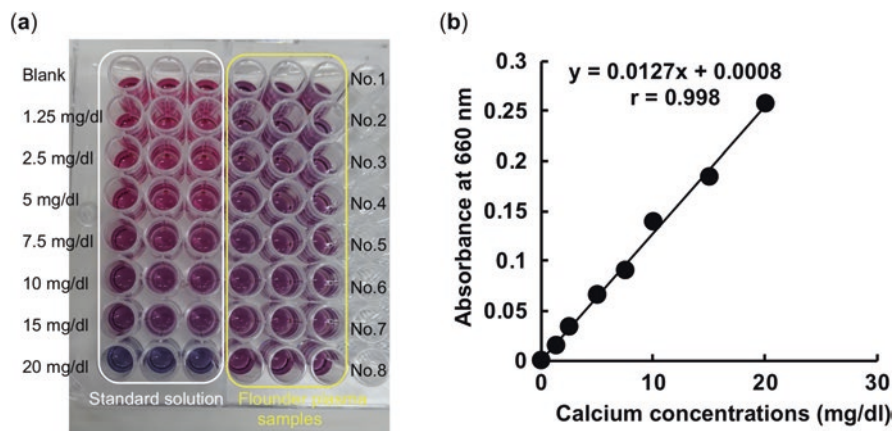 (a)
Blank
1.25 mg/dl
2.5 mg/dl
5 mg/dl
7.5 mg/dl
10 mg/dl
15 mg/dl
20 mg/dl
No.1
No.2
No.3
No.4
No.5
No.6
No.7
No.8
Standard solution
Flounder plasma
samples
(b)
y = 0.0127x + 0.0008
r = 0.998
Absorbance at 660 nm
0.3
0.25
0.2
0.15
0.1
0.05
0
0
10
20
30
Calcium concentrations (mg/dl)